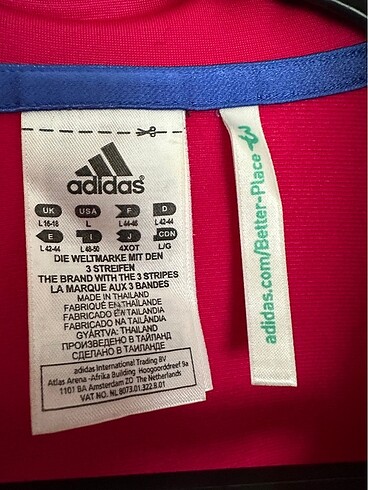 adidas
UK USA F D
L 16-18 L L 44-46 L 42-44
E I J CDN
L 42-44 L 48-50 4XOT L/G
DIE WELTMARKE MIT DEN
3 STREIFEN
THE BRAND WITH THE 3 STRIPES
LA MARQUE AUX 3 BANDES
MADE IN THAILAND
FABRIQUÉ EN THAÏLANDE
FABRICADO EN TAILANDIA
FABRICADO NA TAILÂNDIA
GYÁRTVA: THAILAND
ПРОИЗВЕДЕНО В ТАЙЛАНД
СДЕЛАНО В ТАИЛАНДЕ
adidas International Trading BV
Atlas Arena -Afrika Building Hoogoorddreef 9a
1101 BA Amsterdam ZO The Netherlands
VAT NO. NL 8073.01.322.B.01
adidas.com/Better-Place